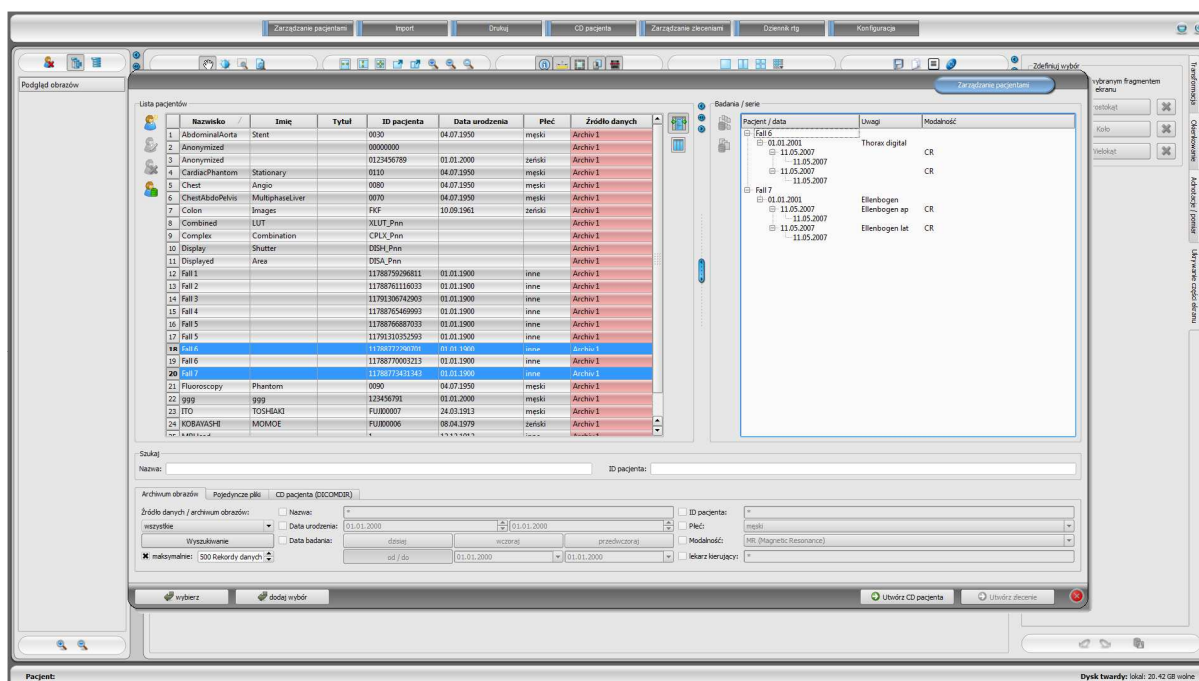 Zarządzanie pacjentami Import Drukuj CD pacjenta Zarządzanie zleceniami Dziennik rtg Konfiguracja
Podgląd obrazów
Zdefiniuj wybór
wybranym fragmentem
ekranu
rostokąt
Koło
Wielokąt
Transformacja
Okienkowanie
Adnotacje / pomiar
Ukrywanie części ekranu
Zarządzanie pacjentami
Lista pacjentów
Nazwisko Imię Tytuł ID pacjenta Data urodzenia Płeć Źródło danych
1 AbdominalAorta Stent 0030 04.07.1950 męski Archiv 1
2 Anonymized 00000000 Archiv 1
3 Anonymized 0123456789 01.01.2000 żeński Archiv 1
4 CardiacPhantom Stationary 0110 04.07.1950 męski Archiv 1
5 Chest Angio 0080 04.07.1950 męski Archiv 1
6 ChestAbdoPelvis MultiphaseLiver 0070 04.07.1950 męski Archiv 1
7 Colon Images FKF 10.09.1961 żeński Archiv 1
8 Combined LUT XLUT_Pnn Archiv 1
9 Complex Combination CPLX_Pnn Archiv 1
10 Display Shutter DISH_Pnn Archiv 1
11 Displayed Area DISA_Pnn Archiv 1
12 Fall 1 11788759296811 01.01.1900 inne Archiv 1
13 Fall 2 11788761116033 01.01.1900 inne Archiv 1
14 Fall 3 11791306742903 01.01.1900 inne Archiv 1
15 Fall 4 11788765469993 01.01.1900 inne Archiv 1
16 Fall 5 11788766887033 01.01.1900 inne Archiv 1
17 Fall 5 11791310352593 01.01.1900 inne Archiv 1
18 Fall 6 11788772290701 01.01.1900 inne Archiv 1
19 Fall 6 11788770003213 01.01.1900 inne Archiv 1
20 Fall 7 11788773431343 01.01.1900 inne Archiv 1
21 Fluoroscopy Phantom 0090 04.07.1950 męski Archiv 1
22 ggg ggg 123456791 01.01.2000 męski Archiv 1
23 ITO TOSHIAKI FUJI00007 24.03.1913 męski Archiv 1
24 KOBAYASHI MOMOE FUJI00006 08.04.1979 żeński Archiv 1
Badania / serie
Pacjent / data Uwagi Modalność
Fall 6
01.01.2001 Thorax digital
11.05.2007 CR
11.05.2007
11.05.2007 CR
11.05.2007
Fall 7
01.01.2001 Ellenbogen
11.05.2007 Ellenbogen ap CR
11.05.2007
11.05.2007 Ellenbogen lat CR
11.05.2007
Szukaj
Nazwa: ID pacjenta:
Archiwum obrazów Pojedyncze pliki CD pacjenta (DICOMDIR)
Źródło danych / archiwum obrazów: Nazwa: * ID pacjenta: *
wszystkie Data urodzenia: 01.01.2000 01.01.2000 Płeć: męski
Wyszukiwanie Data badania: dzisiaj wczoraj przedwczoraj Modalność: MR (Magnetic Resonance)
maksymalnie: 500 Rekordy danych od / do 01.01.2000 01.01.2000 lekarz kierujący: *
wybierz dodaj wybór Utwórz CD pacjenta Utwórz zlecenie
Pacjent: Dysk twardy: lokal: 20.42 GB wolne